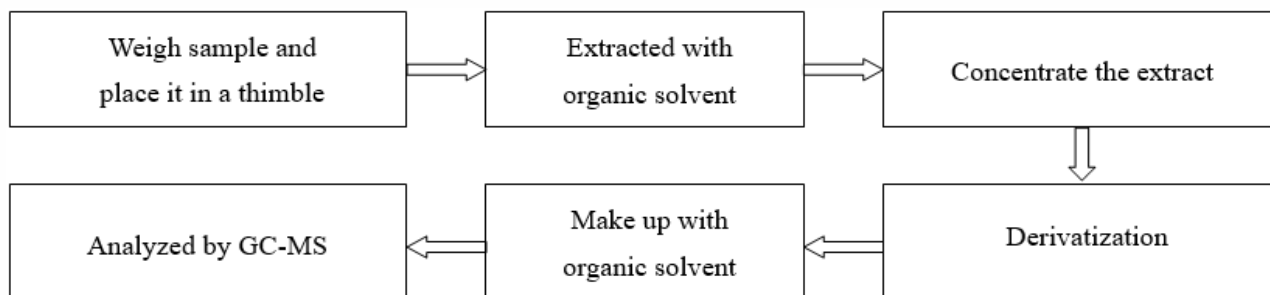 Weigh sample and
place it in a thimble
Extracted with
organic solvent
Concentrate the extract
Derivatization
Make up with
organic solvent
Analyzed by GC-MS